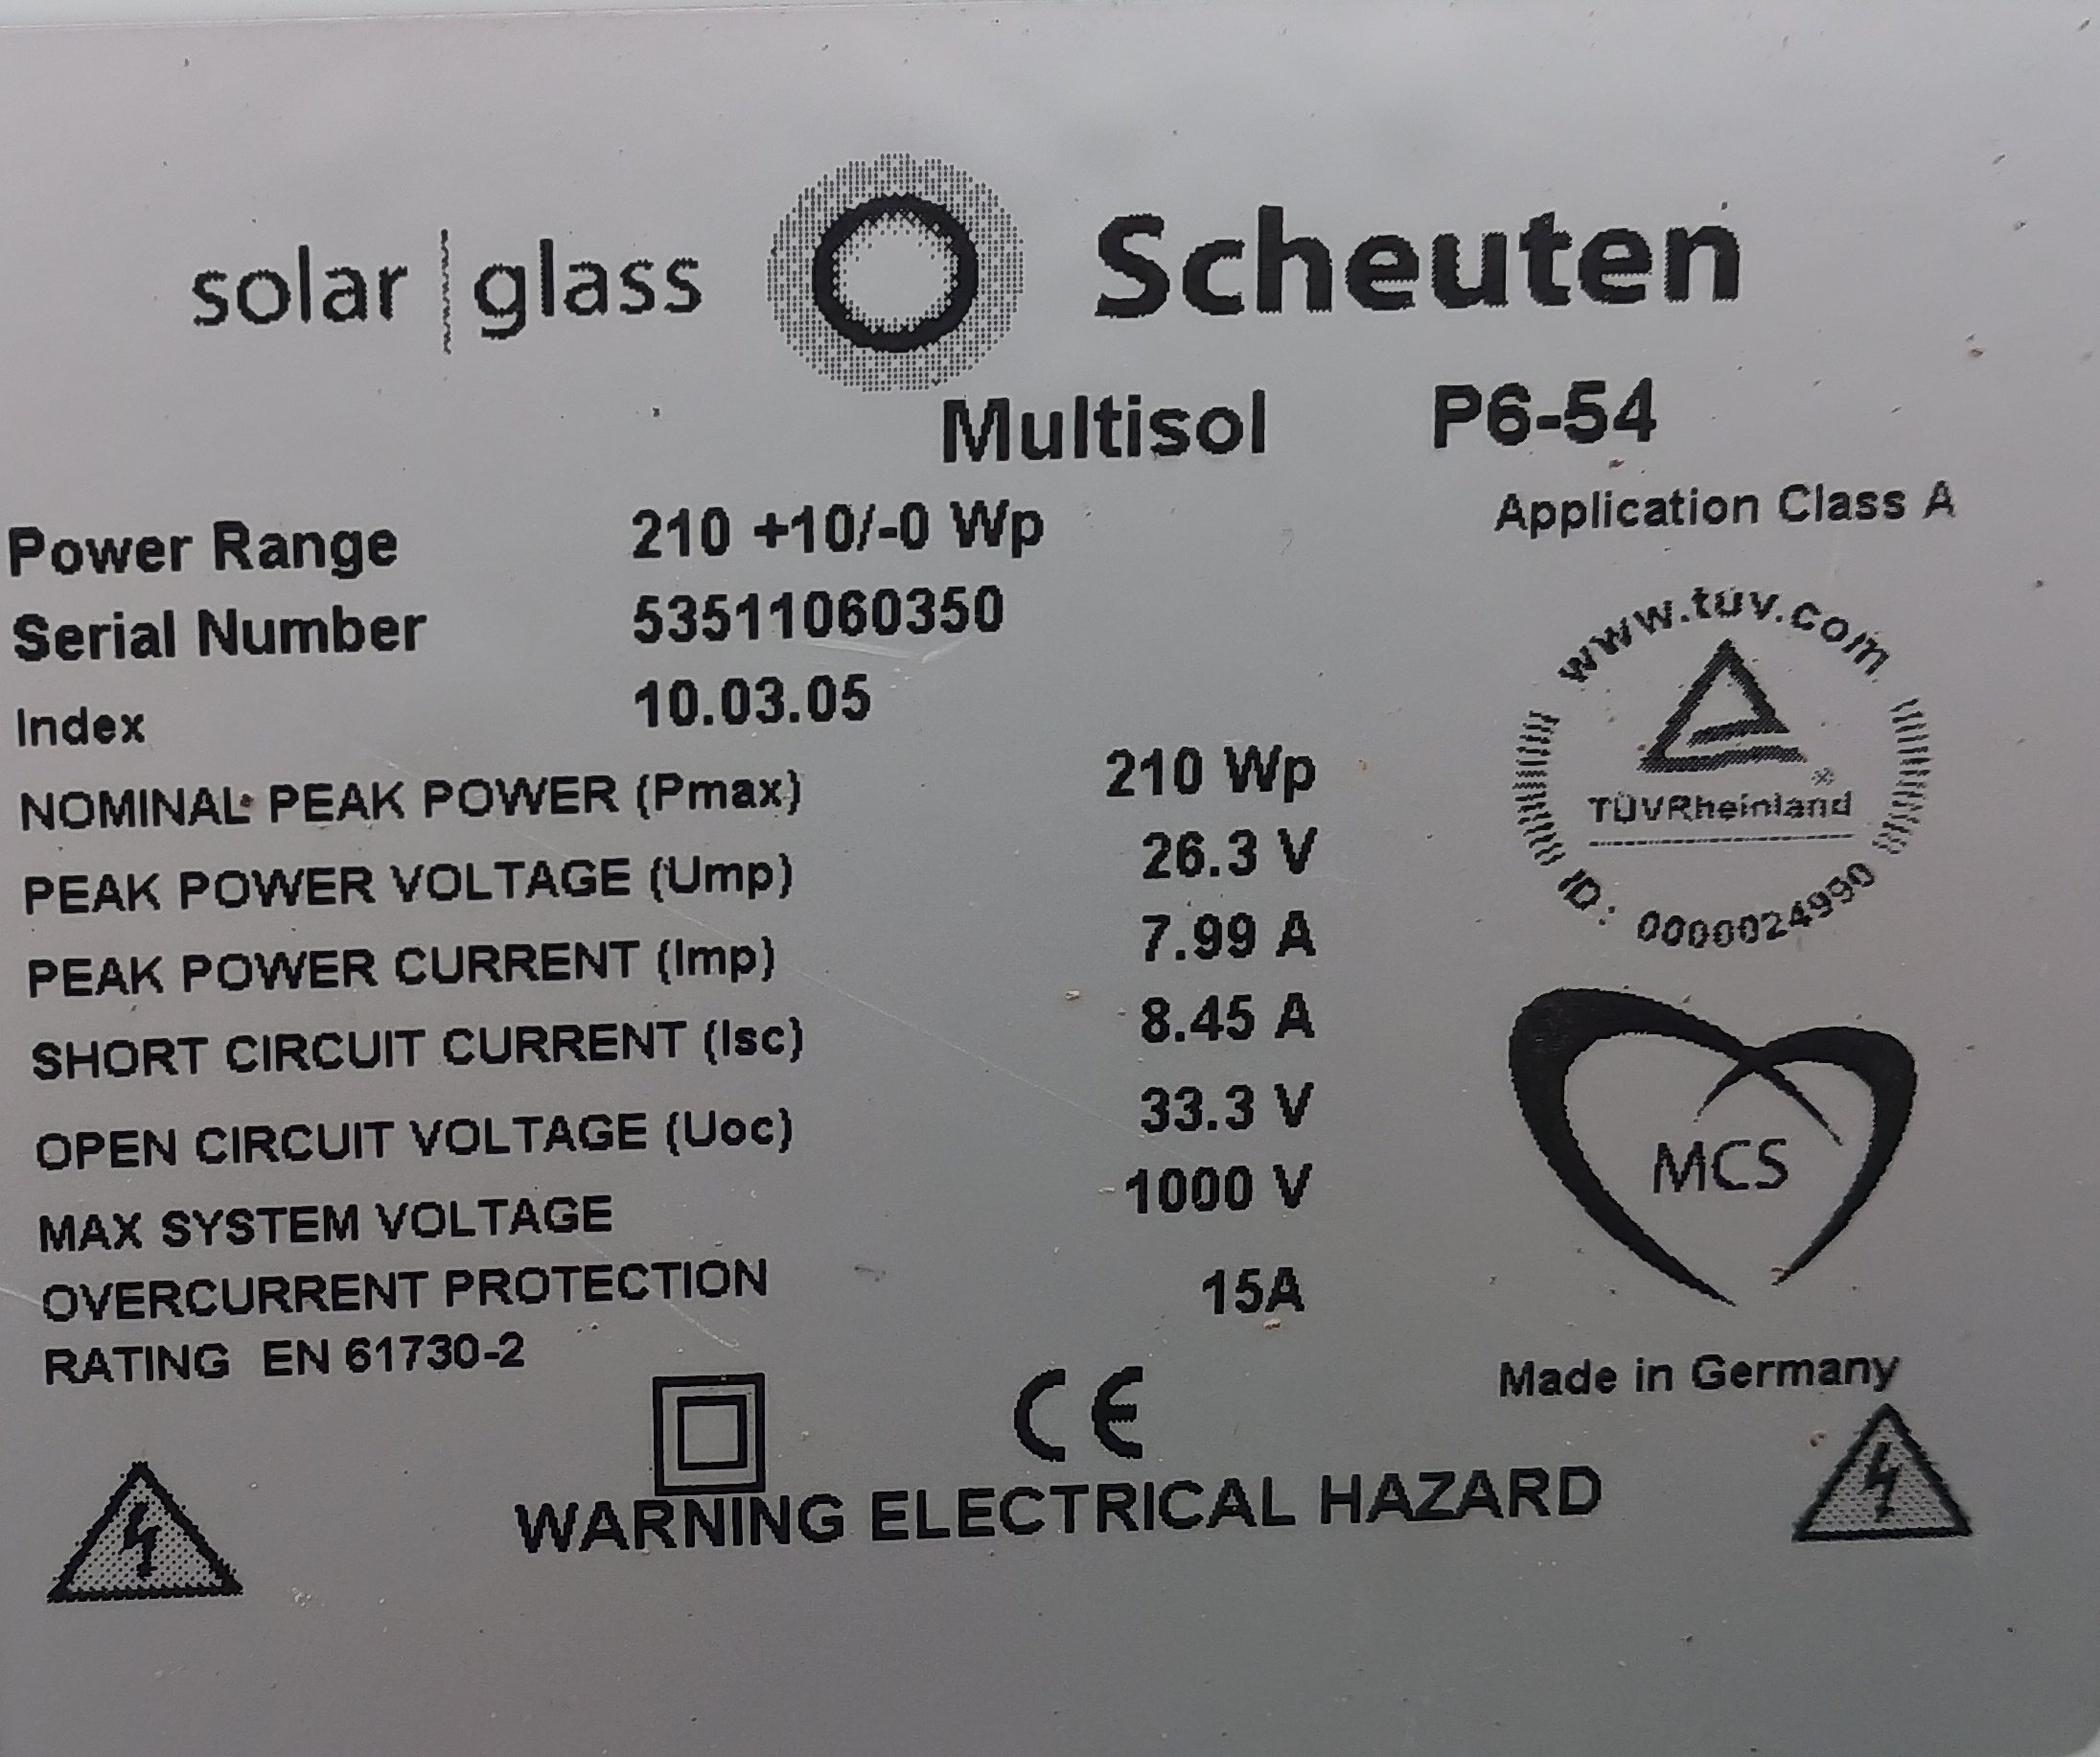 solar | glass Scheuten
Multisol P6-54
Power Range 210 +10/-0 Wp
Application Class A
Serial Number 53511060350
Index 10.03.05
NOMINAL PEAK POWER (Pmax) 210 Wp
PEAK POWER VOLTAGE (Ump) 26.3 V
PEAK POWER CURRENT (Imp) 7.99 A
SHORT CIRCUIT CURRENT (Isc) 8.45 A
OPEN CIRCUIT VOLTAGE (Uoc) 33.3 V
MAX SYSTEM VOLTAGE 1000 V
OVERCURRENT PROTECTION 15A
RATING EN 61730-2
www.tuv.com
TÜVRheinland ®
ID: 0000024990
MCS
Made in Germany
CE
WARNING ELECTRICAL HAZARD